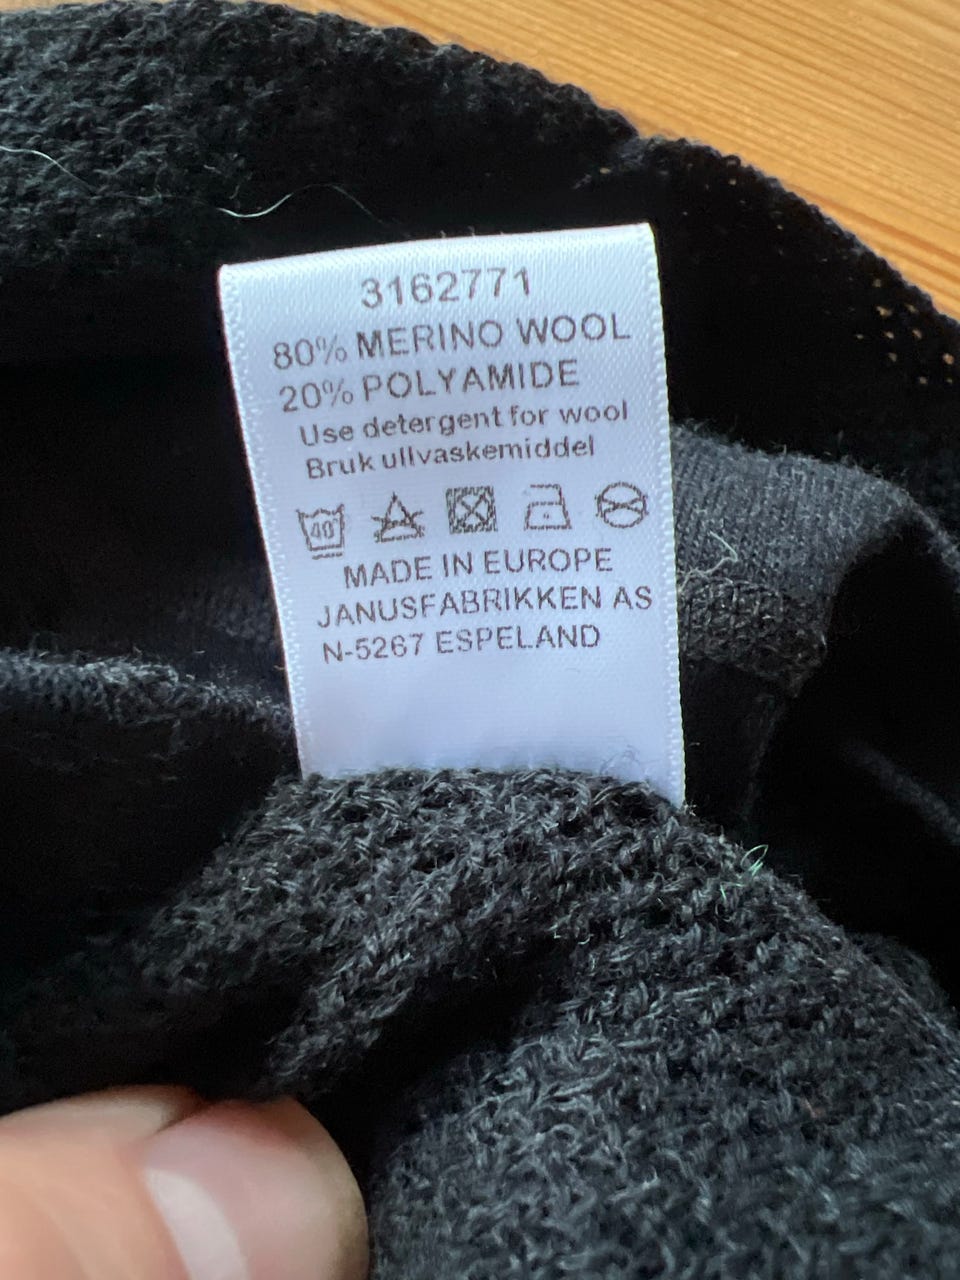 3162771
80% MERINO WOOL
20% POLYAMIDE
Use detergent for wool
Bruk ullvaskemiddel
40
MADE IN EUROPE
JANUSFABRIKKEN AS
N-5267 ESPELAND